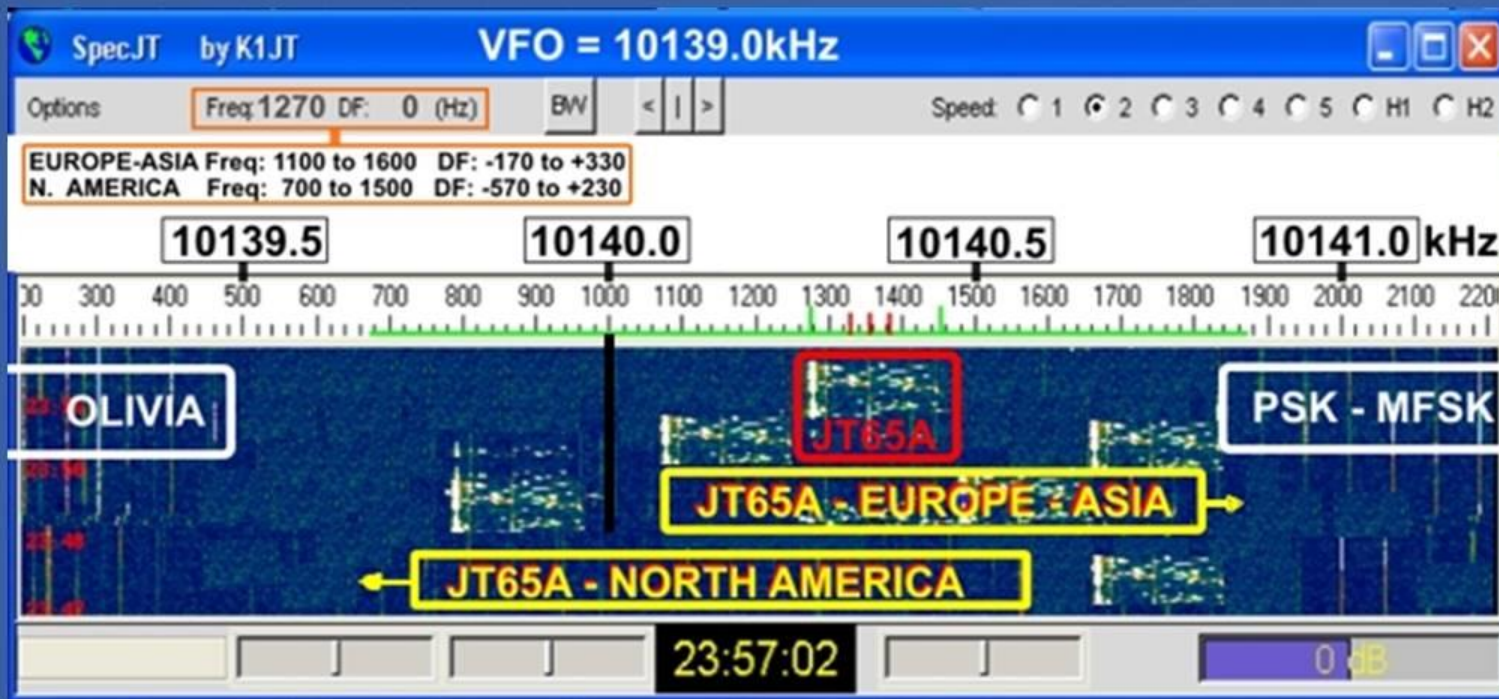 SpecJT by K1JT VFO = 10139.0kHz
Options Freq: 1270 DF: 0 (Hz) BW < | > Speed: 1 2 3 4 5 H1 H2
EUROPE-ASIA Freq: 1100 to 1600 DF: -170 to +330
N. AMERICA Freq: 700 to 1500 DF: -570 to +230
10139.5 10140.0 10140.5 10141.0 kHz
300 400 500 600 700 800 900 1000 1100 1200 1300 1400 1500 1600 1700 1800 1900 2000 2100
OLIVIA PSK - MFSK
JT65A
JT65A - EUROPE - ASIA
JT65A - NORTH AMERICA
23:57:02 0 dB